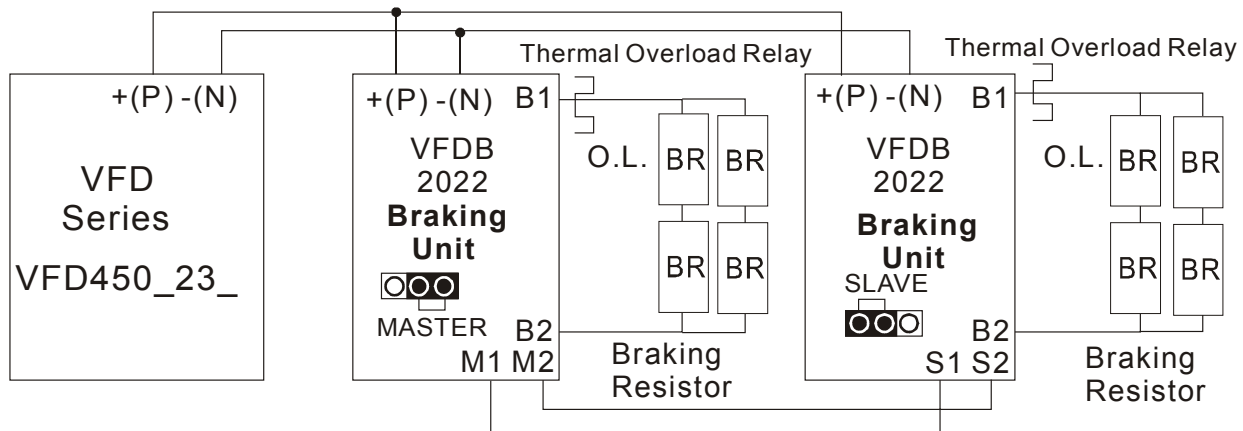 +(P) -(N)
VFD
Series
VFD450_23_
+(P) -(N)
B1
VFDB
2022
Braking
Unit
MASTER
B2
M1 M2
Thermal Overload Relay
O.L.
BR
BR
BR
BR
Braking
Resistor
+(P) -(N)
B1
VFDB
2022
Braking
Unit
SLAVE
B2
S1 S2
Thermal Overload Relay
O.L.
BR
BR
BR
BR
Braking
Resistor